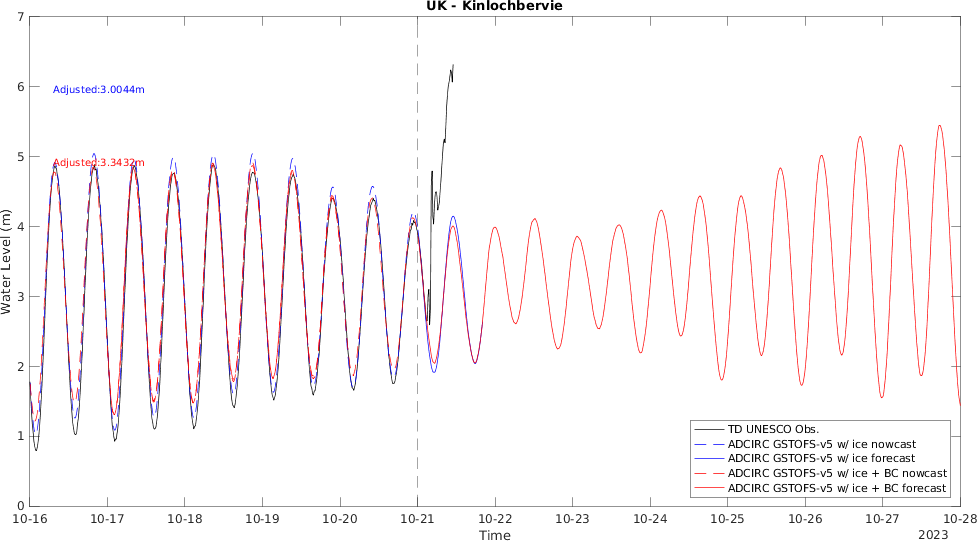 UK - Kinlochbervie
7
6
5
4
3
2
1
0
Water Level (m)
Adjusted:3.0044m
Adjusted:3.3432m
TD UNESCO Obs.
ADCIRC GSTOFS-v5 w/ ice nowcast
ADCIRC GSTOFS-v5 w/ ice forecast
ADCIRC GSTOFS-v5 w/ ice + BC nowcast
ADCIRC GSTOFS-v5 w/ ice + BC forecast
10-16 10-17 10-18 10-19 10-20 10-21 10-22 10-23 10-24 10-25 10-26 10-27 10-28
Time
2023